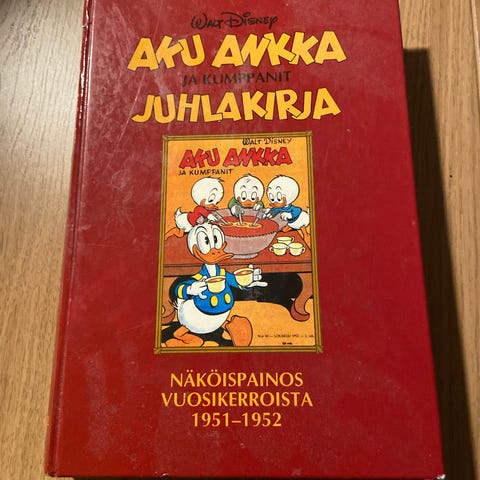 WALT DISNEY
AKU ANKKA
JA KUMPPANIT
JUHLAKIRJA
WALT DISNEY
AKU ANKKA
JA KUMPPANIT
NÄKÖISPAINOS
VUOSIKERROISTA
1951–1952